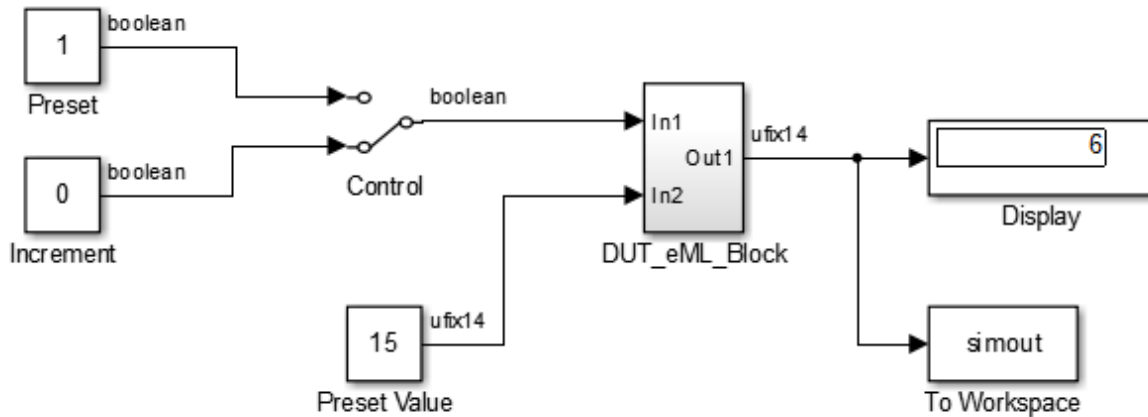 boolean
1
Preset
boolean
0
Increment
Control
boolean
15
ufix14
Preset Value
In1
Out1
In2
DUT_eML_Block
ufix14
6
Display
simout
To Workspace